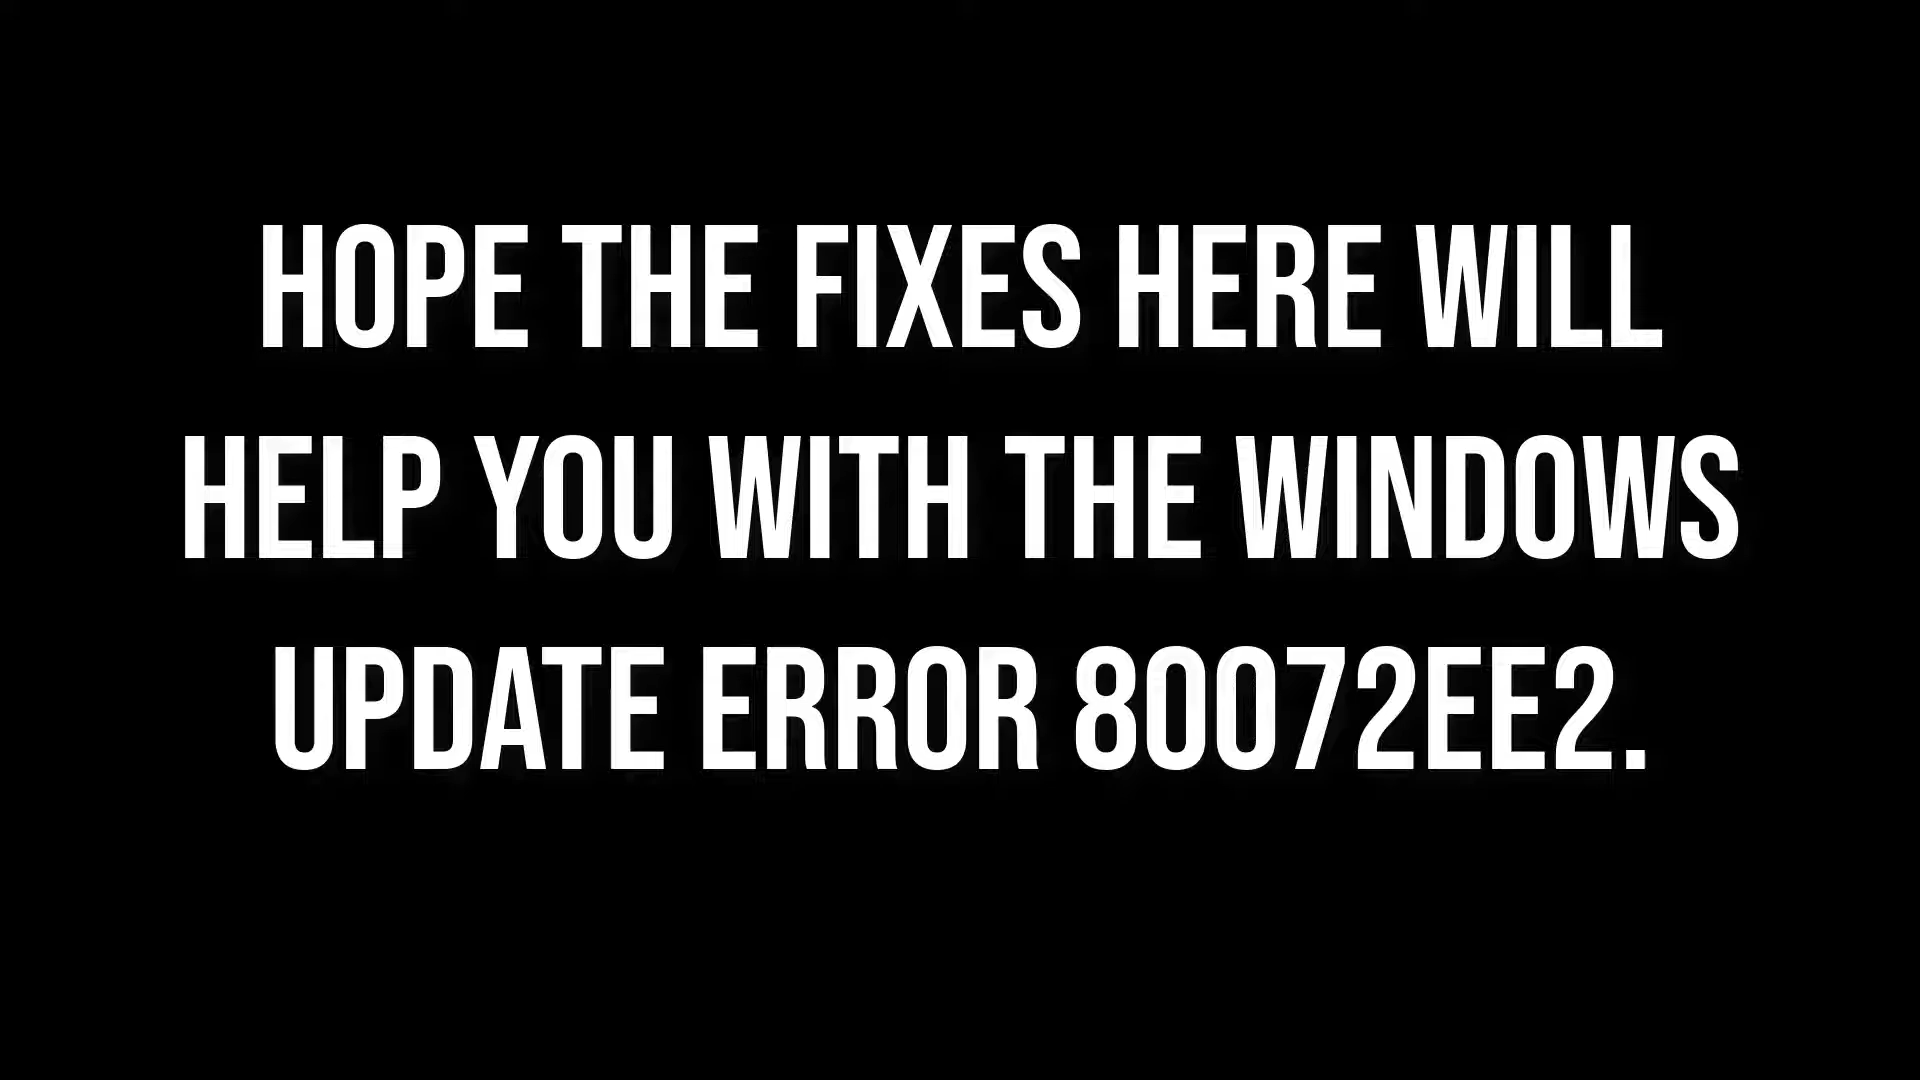 HOPE THE FIXES HERE WILL
HELP YOU WITH THE WINDOWS
UPDATE ERROR 80072EE2.